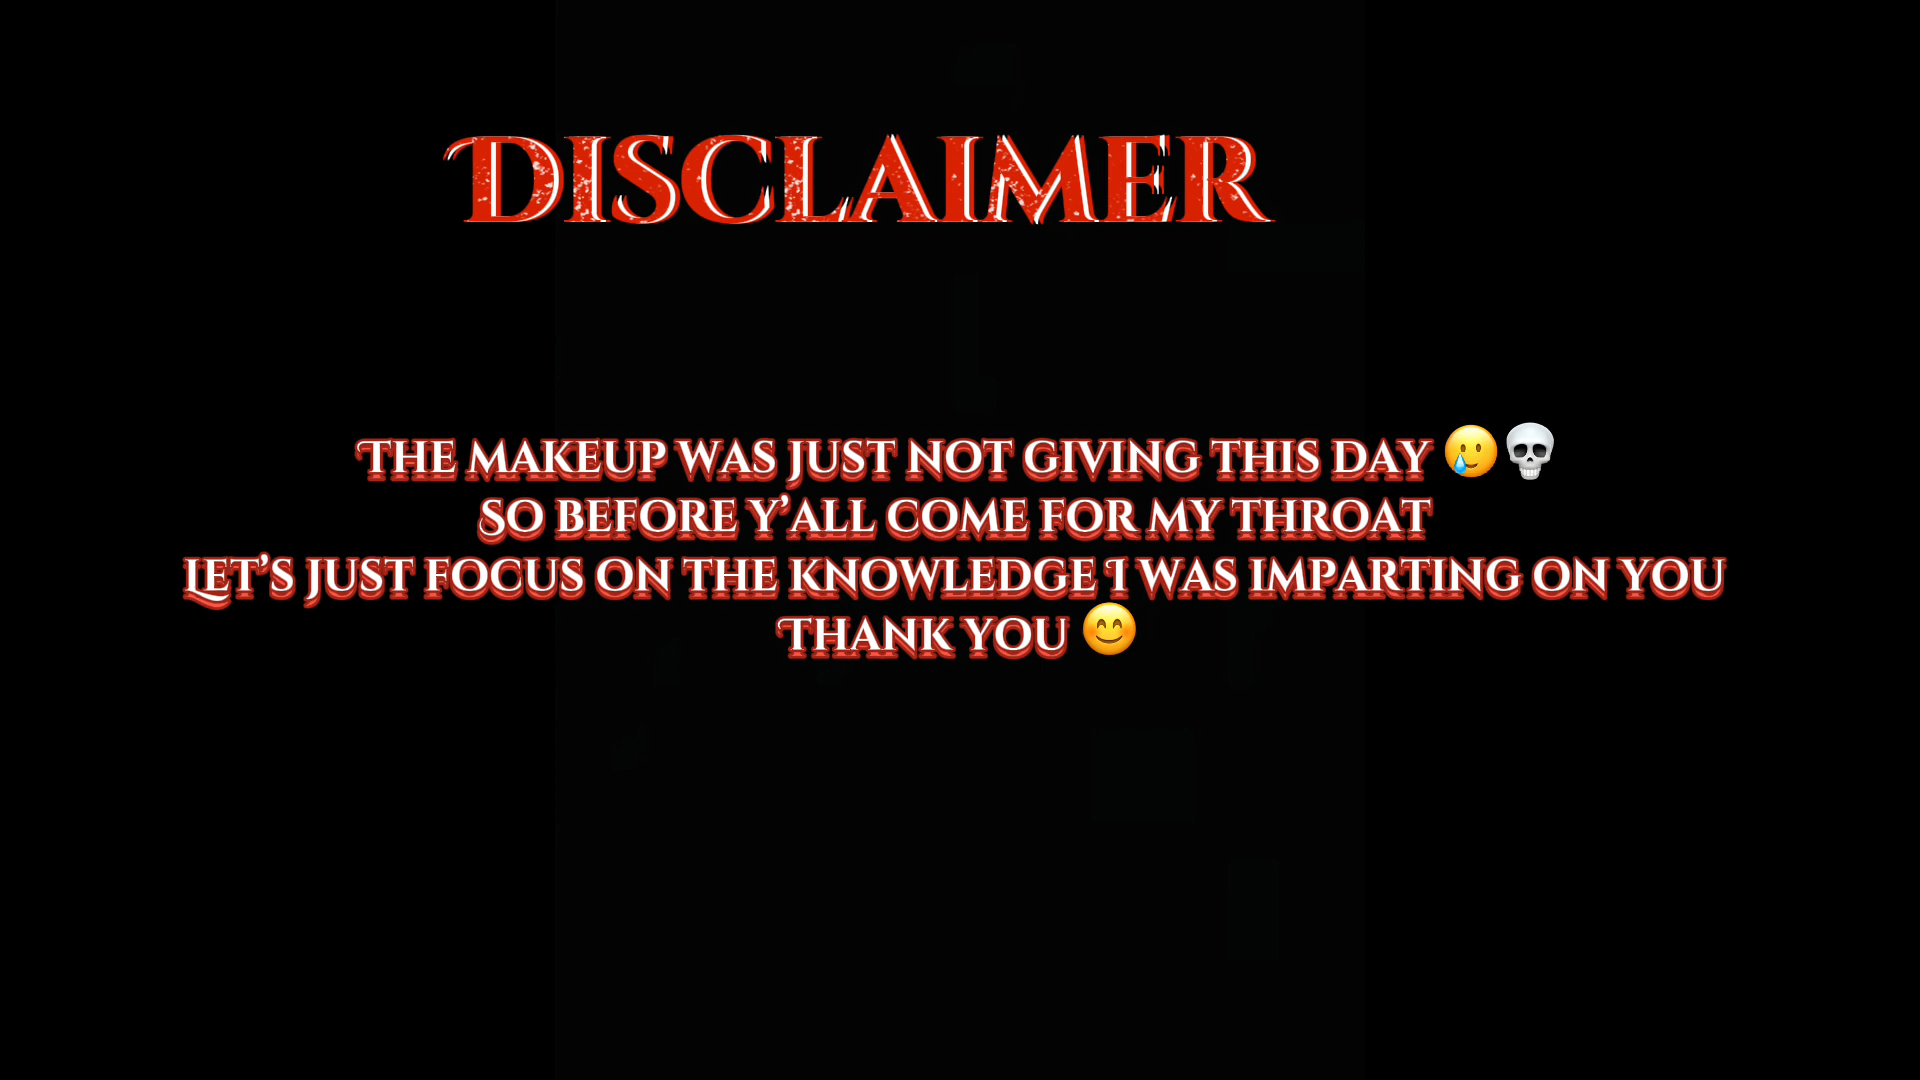 Disclaimer
The makeup was just not giving this day 🥲💀
So before y’all come for my throat
Let’s just focus on the knowledge I was imparting on you
Thank you 😊